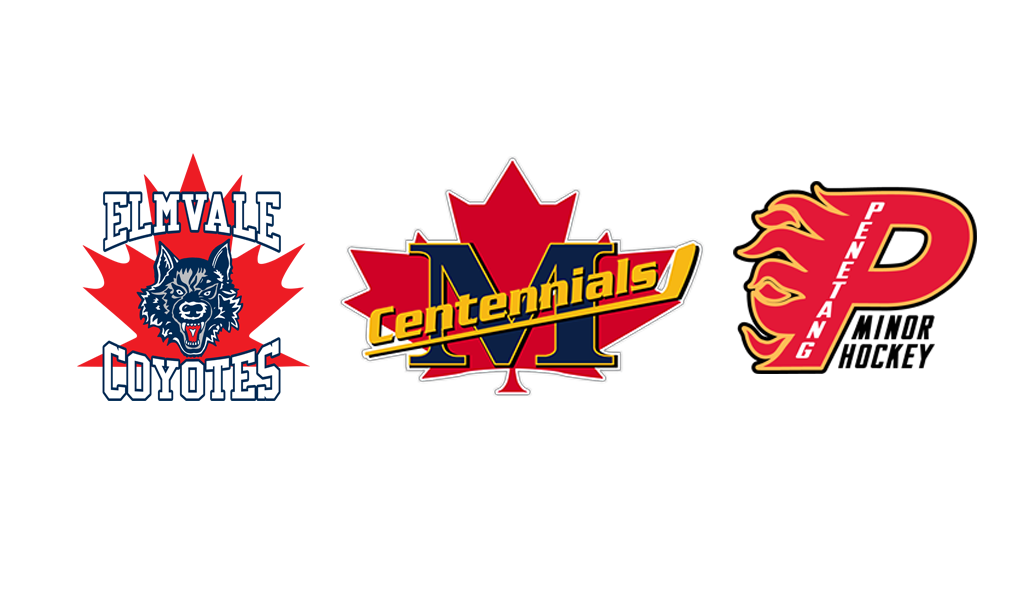 ELMVALE
COYOTES
M
Centennials
P
PENETANG
MINOR
HOCKEY